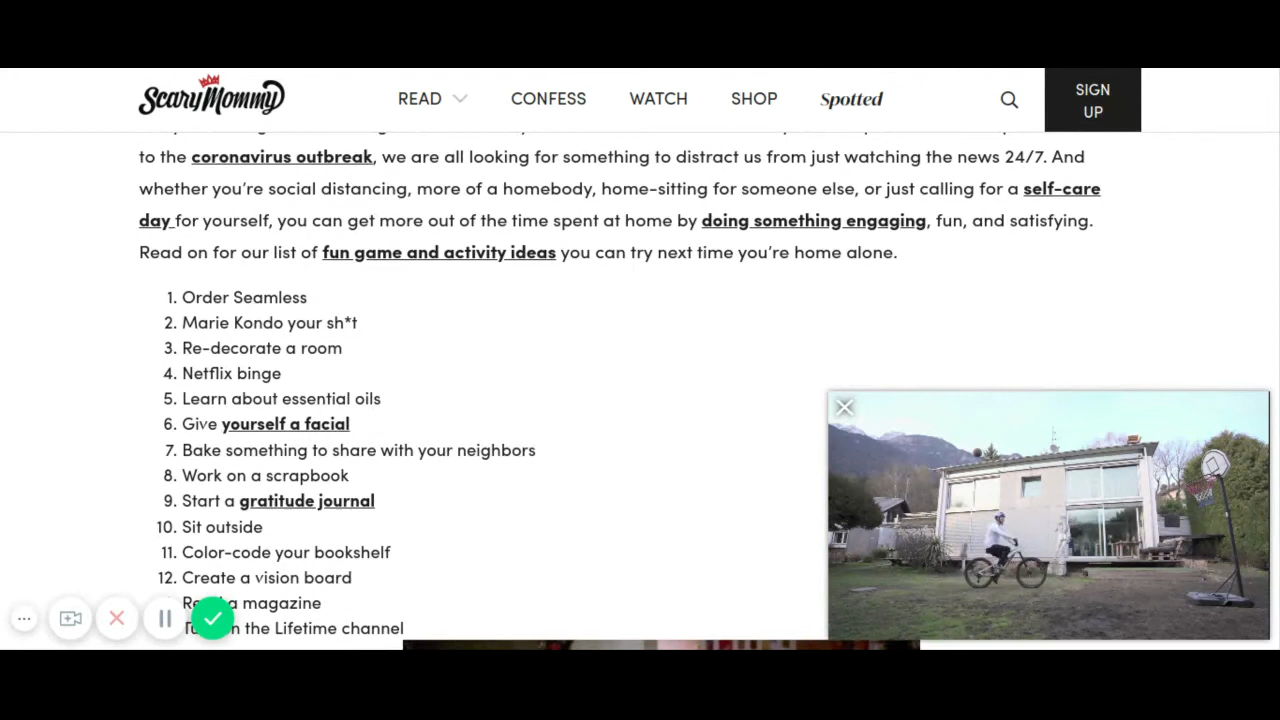 Scary Mommy
READ
CONFESS
WATCH
SHOP
Spotted
SIGN
UP
to the coronavirus outbreak, we are all looking for something to distract us from just watching the news 24/7. And
whether you're social distancing, more of a homebody, home-sitting for someone else, or just calling for a self-care
day for yourself, you can get more out of the time spent at home by doing something engaging, fun, and satisfying.
Read on for our list of fun game and activity ideas you can try next time you're home alone.
1. Order Seamless
2. Marie Kondo your sh*t
3. Re-decorate a room
4. Netflix binge
5. Learn about essential oils
6. Give yourself a facial
7. Bake something to share with your neighbors
8. Work on a scrapbook
9. Start a gratitude journal
10. Sit outside
11. Color-code your bookshelf
12. Create a vision board
a magazine
the Lifetime channel